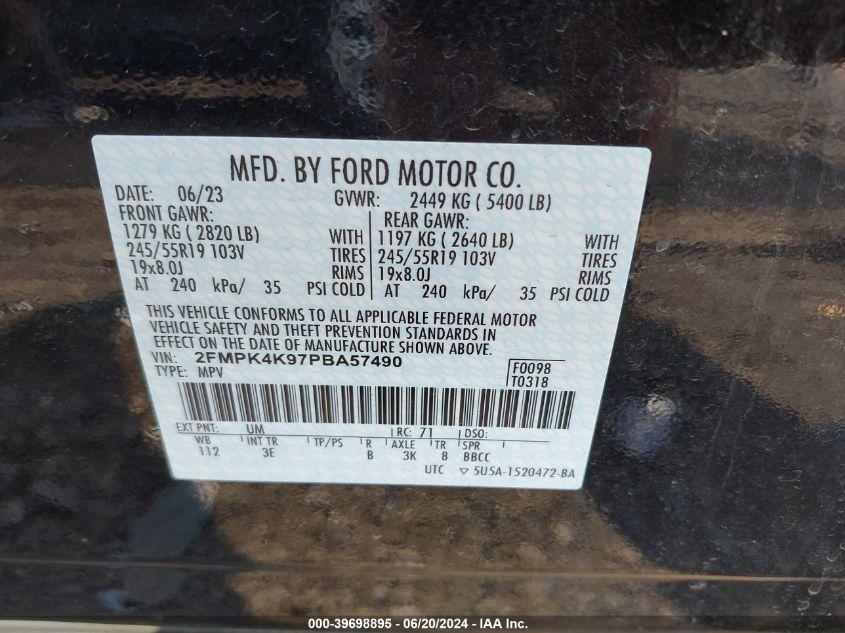 MFD. BY FORD MOTOR CO.
DATE: 06/23 GVWR: 2449 KG ( 5400 LB)
FRONT GAWR: REAR GAWR:
1279 KG ( 2820 LB) WITH 1197 KG ( 2640 LB) WITH
245/55R19 103V TIRES 245/55R19 103V TIRES
19x8.0J RIMS 19x8.0J RIMS
AT 240 kPa/ 35 PSI COLD AT 240 kPa/ 35 PSI COLD
THIS VEHICLE CONFORMS TO ALL APPLICABLE FEDERAL MOTOR
VEHICLE SAFETY AND THEFT PREVENTION STANDARDS IN
EFFECT ON THE DATE OF MANUFACTURE SHOWN ABOVE.
VIN: 2FMPK4K97PBA57490 F0098
TYPE: MPV T0318
EXT PNT: UM RC: 71 DSO:
WB INT TR TP/PS R AXLE TR SPR
112 3E B 3K 8 BBCC
UTC ▽ 5U5A-1520472-BA
000-39698895 - 06/20/2024 - IAA Inc.